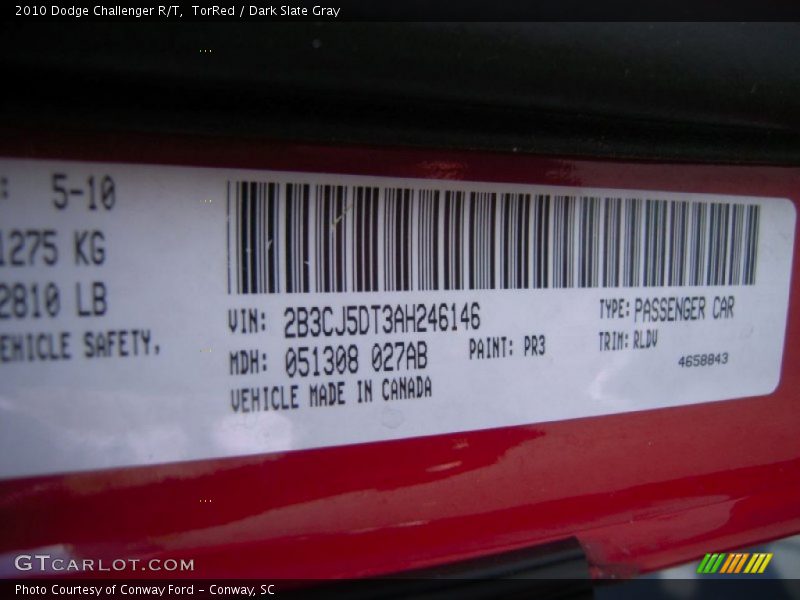 2010 Dodge Challenger R/T, TorRed / Dark Slate Gray
5-10
1275 KG
2810 LB
VEHICLE SAFETY,
VIN: 2B3CJ5DT3AH246146
TYPE: PASSENGER CAR
MDH: 051308 027AB
PAINT: PR3
TRIM: RLDV
VEHICLE MADE IN CANADA
4658843
GTCARLOT.COM
Photo Courtesy of Conway Ford – Conway, SC